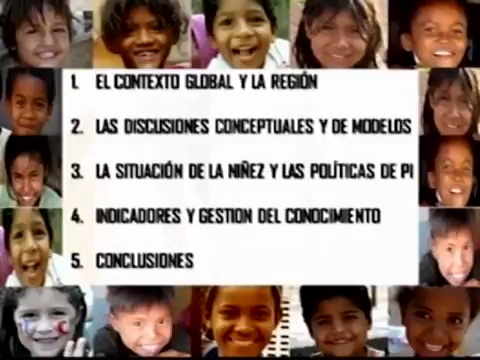 1. EL CONTEXTO GLOBAL Y LA REGIÓN
2. LAS DISCUSIONES CONCEPTUALES Y DE MODELOS
3. LA SITUACIÓN DE LA NIÑEZ Y LAS POLÍTICAS DE PI
4. INDICADORES Y GESTION DEL CONOCIMIENTO
5. CONCLUSIONES